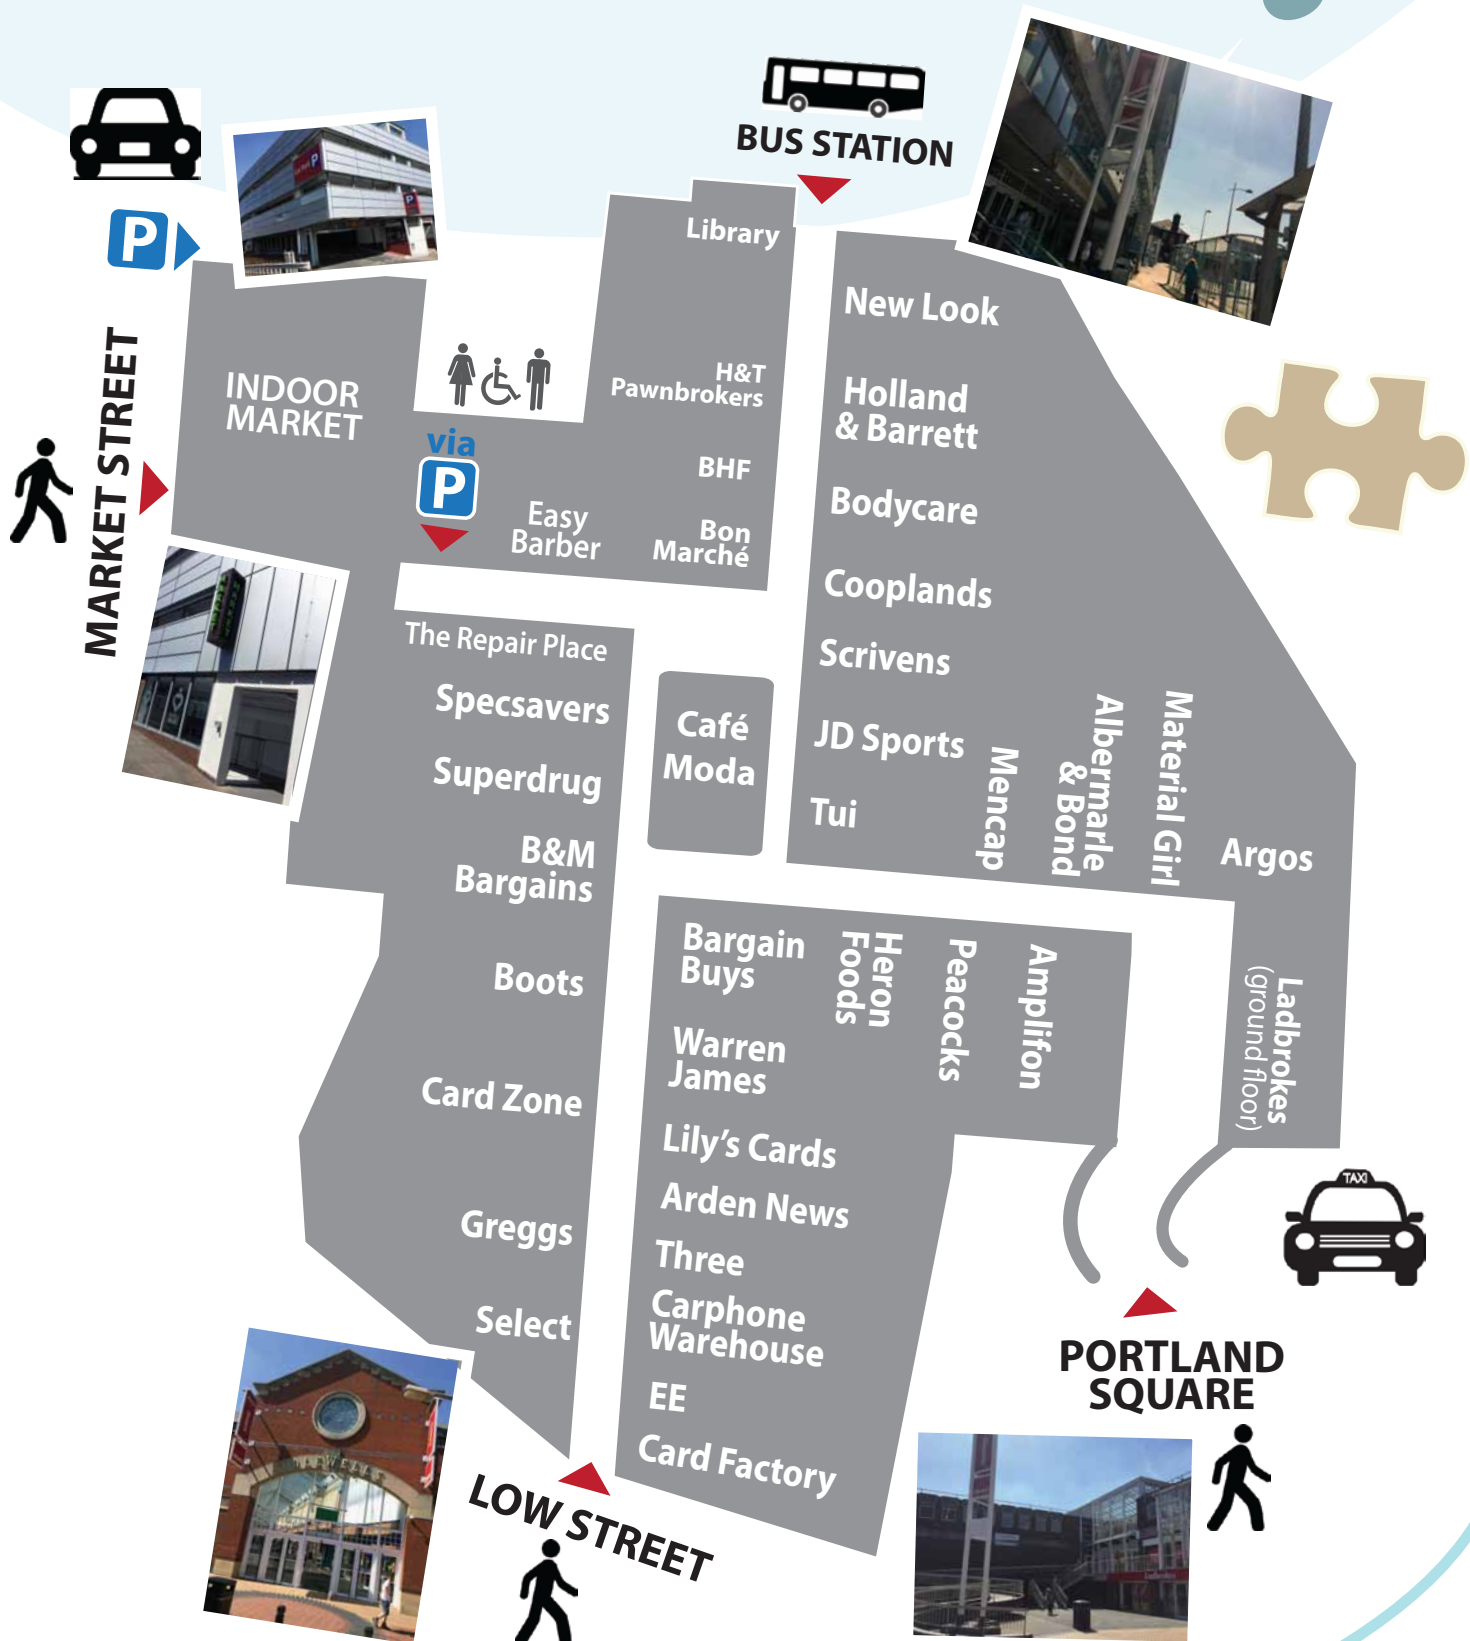 BUS STATION
P
MARKET STREET
INDOOR
MARKET
via
P
Easy
Barber
Library
H&T
Pawnbrokers
BHF
Bon
Marché
New Look
Holland
& Barrett
Bodycare
Cooplands
Scrivens
JD Sports
Tui
Mencap
Albermarle
& Bond
Material Girl
Argos
Ladbrokes
(ground floor)
The Repair Place
Specsavers
Superdrug
B&M
Bargains
Boots
Card Zone
Greggs
Select
Café
Moda
Bargain
Buys
Heron
Foods
Peacocks
Amplifon
Warren
James
Lily’s Cards
Arden News
Three
Carphone
Warehouse
EE
Card Factory
TAXI
PORTLAND
SQUARE
LOW STREET